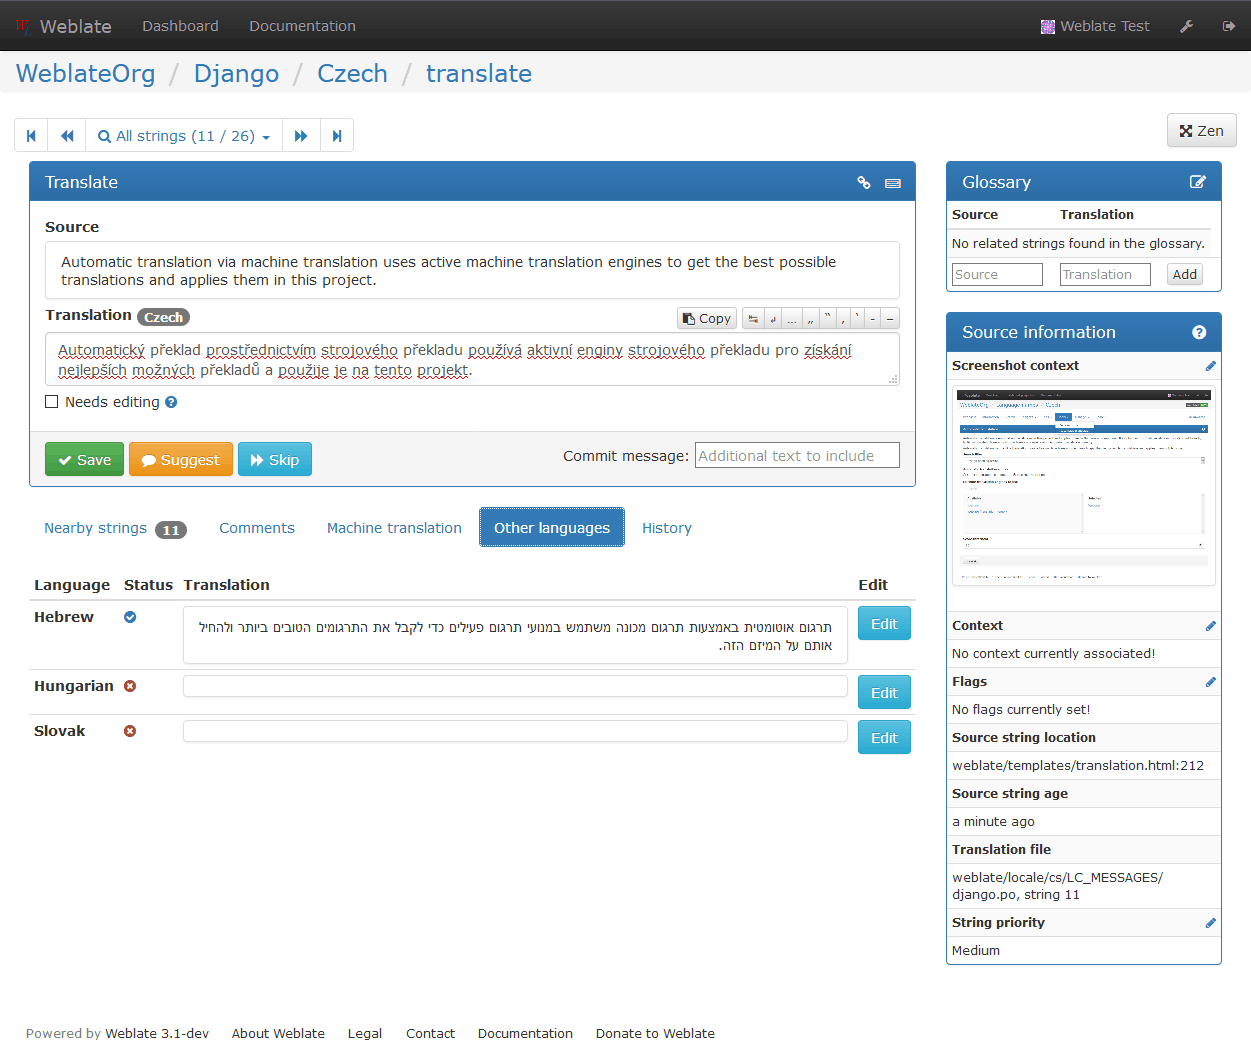 Weblate Dashboard Documentation Weblate Test
WeblateOrg / Django / Czech / translate
All strings (11 / 26)
Zen
Translate
Source
Automatic translation via machine translation uses active machine translation engines to get the best possible
translations and applies them in this project.
Translation Czech
Copy ↹ ↲ … „ “ ‚ ‘ - –
Automatický překlad prostřednictvím strojového překladu používá aktivní enginy strojového překladu pro získání
nejlepších možných překladů a použije je na tento projekt.
Needs editing
Save Suggest Skip
Commit message: Additional text to include
Nearby strings 11 Comments Machine translation Other languages History
Language Status Translation Edit
Hebrew
תרגום אוטומטית באמצעות תרגום מכונה משתמש במנועי תרגום פעילים כדי לקבל את התרגומים הטובים ביותר ולהחיל
אותם על המיזם הזה.
Edit
Hungarian Edit
Slovak Edit
Glossary
Source Translation
No related strings found in the glossary.
Source Translation Add
Source information
Screenshot context
Context
No context currently associated!
Flags
No flags currently set!
Source string location
weblate/templates/translation.html:212
Source string age
a minute ago
Translation file
weblate/locale/cs/LC_MESSAGES/
django.po, string 11
String priority
Medium
Powered by Weblate 3.1-dev About Weblate Legal Contact Documentation Donate to Weblate